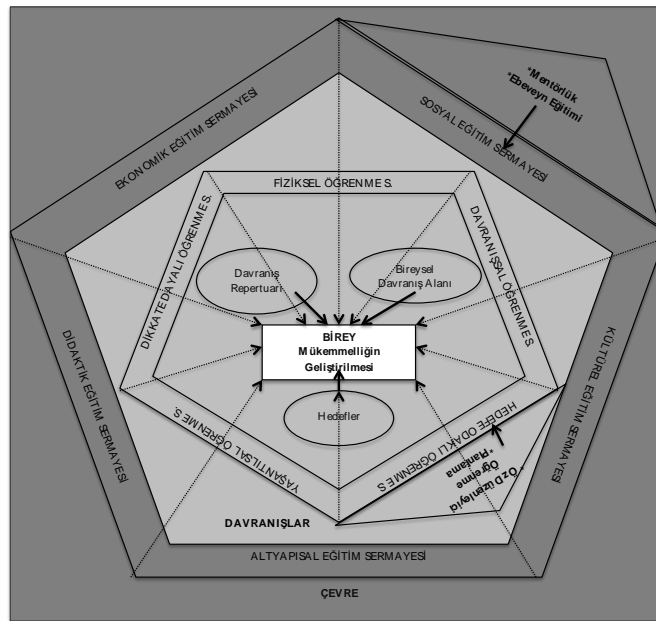 EKONOMİK EĞİTİM SERMAYESİ
*Mentörlük
*Ebeveyn Eğitimi
SOSYAL EĞİTİM SERMAYESİ
FİZİKSEL ÖĞRENME S.
DİKKATE DAYALI ÖĞRENME S.
DAVRANIŞSAL ÖĞRENME S.
Davranış
Repertuarı
Bireysel
Davranış Alanı
BİREY
Mükemmelliğin
Geliştirilmesi
Hedefler
DİDAKTİK EĞİTİM SERMAYESİ
KÜLTÜREL EĞİTİM SERMAYESİ
YAŞANTILSAL ÖĞRENME S.
HEDEFE ODAKLI ÖĞRENME S.
* Öz Düzenleyici
Öğrenme
*Planlama
DAVRANIŞLAR
ALTYAPISAL EĞİTİM SERMAYESİ
ÇEVRE